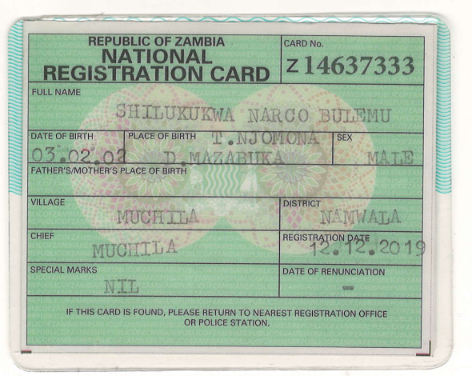 REPUBLIC OF ZAMBIA
NATIONAL
REGISTRATION CARD
CARD No.
Z 14637333
FULL NAME
SHILUKUKWA NARCO BULEMU
DATE OF BIRTH
03.02.02
PLACE OF BIRTH
T.NJOMONA
D.MAZABUKA
SEX
MALE
FATHER'S/MOTHER'S PLACE OF BIRTH
VILLAGE
MUCHILA
DISTRICT
NAMWALA
CHIEF
MUCHILA
REGISTRATION DATE
12.12.2019
SPECIAL MARKS
NIL
DATE OF RENUNCIATION
-
IF THIS CARD IS FOUND, PLEASE RETURN TO NEAREST REGISTRATION OFFICE
OR POLICE STATION.